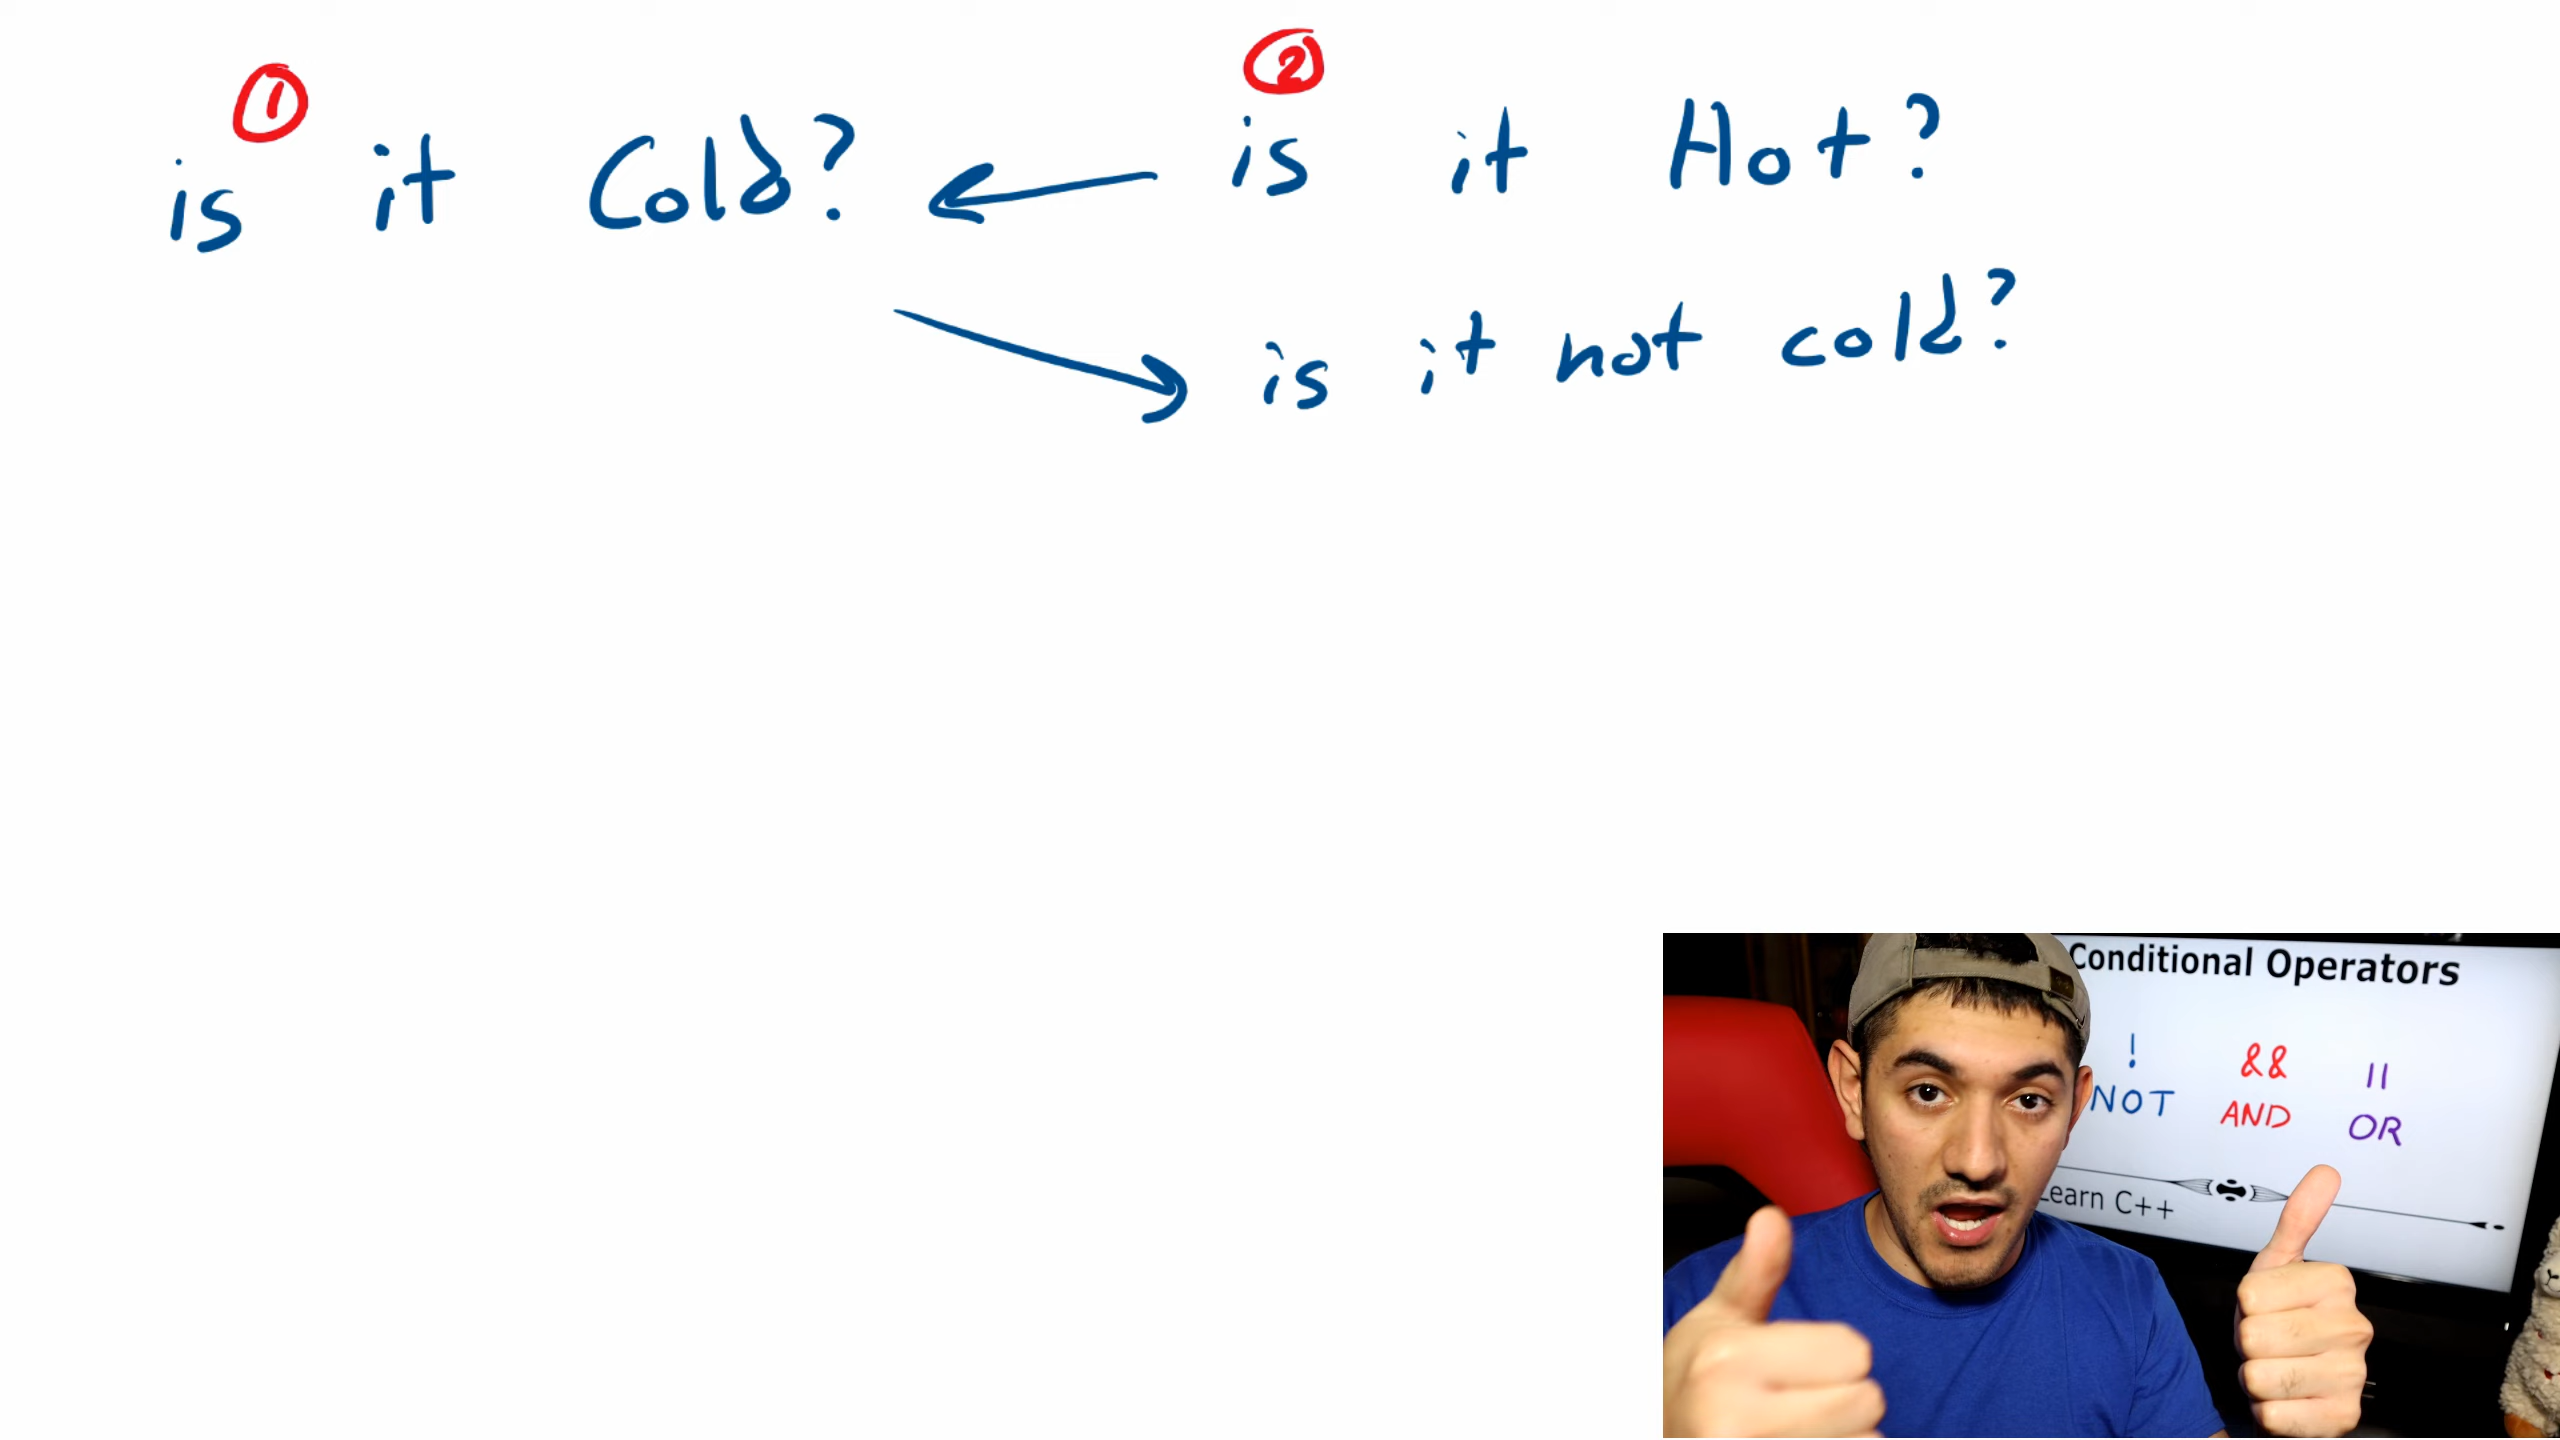 ①
is it Cold?
②
is it Hot?
is it not cold?
Conditional Operators
! && ||
NOT AND OR
Learn C++